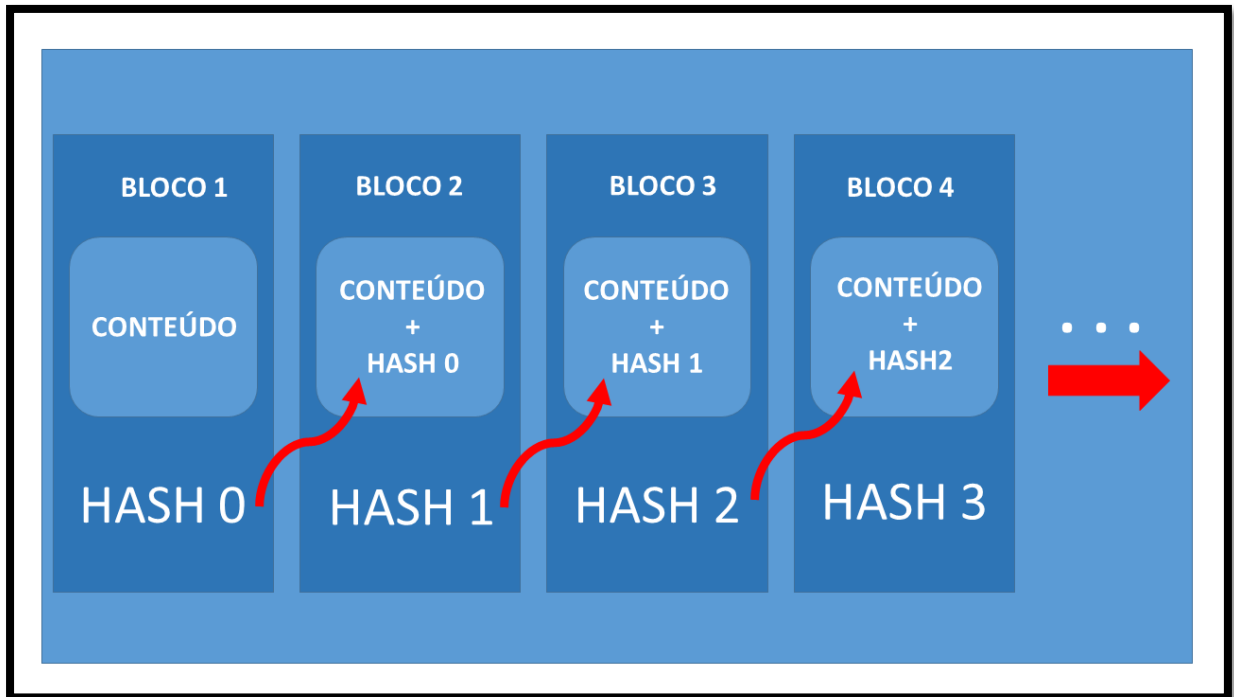 BLOCO 1
CONTEÚDO
HASH 0
BLOCO 2
CONTEÚDO
+
HASH 0
HASH 1
BLOCO 3
CONTEÚDO
+
HASH 1
HASH 2
BLOCO 4
CONTEÚDO
+
HASH2
HASH 3
. . .